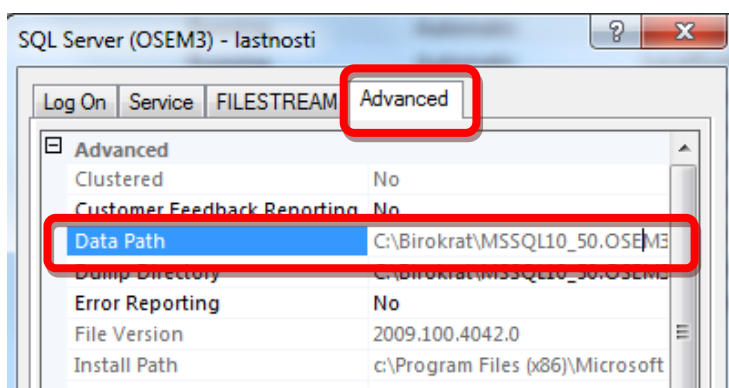 SQL Server (OSEM3) - lastnosti
Log On Service FILESTREAM Advanced
Advanced
Clustered No
Customer Feedback Reporting No
Data Path C:\Birokrat\MSSQL10_50.OSEM3
Dump Directory C:\Birokrat\MSSQL10_50.OSEM3
Error Reporting No
File Version 2009.100.4042.0
Install Path c:\Program Files (x86)\Microsoft